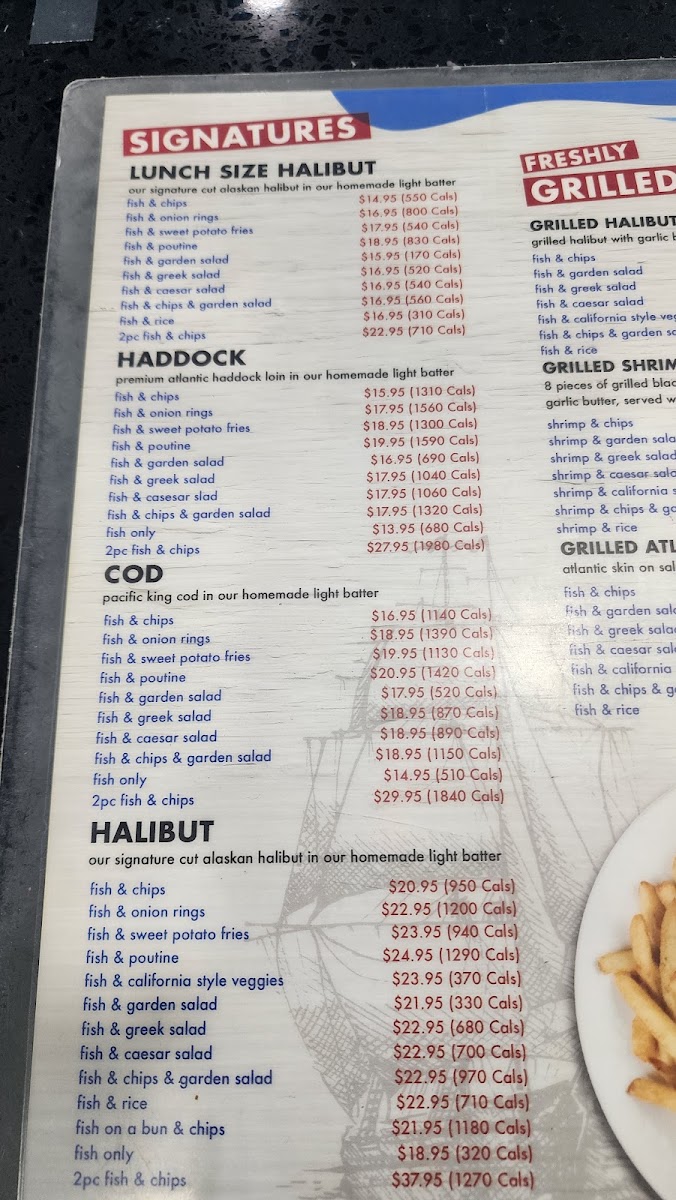 SIGNATURES
LUNCH SIZE HALIBUT
our signature cut alaskan halibut in our homemade light batter
fish & chips $14.95 (550 Cals)
fish & onion rings $16.95 (800 Cals)
fish & sweet potato fries $17.95 (540 Cals)
fish & poutine $18.95 (830 Cals)
fish & garden salad $15.95 (170 Cals)
fish & greek salad $16.95 (520 Cals)
fish & caesar salad $16.95 (540 Cals)
fish & chips & garden salad $16.95 (560 Cals)
fish & rice $16.95 (310 Cals)
2pc fish & chips $22.95 (710 Cals)
HADDOCK
premium atlantic haddock loin in our homemade light batter
fish & chips $15.95 (1310 Cals)
fish & onion rings $17.95 (1560 Cals)
fish & sweet potato fries $18.95 (1300 Cals)
fish & poutine $19.95 (1590 Cals)
fish & garden salad $16.95 (690 Cals)
fish & greek salad $17.95 (1040 Cals)
fish & casesar slad $17.95 (1060 Cals)
fish & chips & garden salad $17.95 (1320 Cals)
fish only $13.95 (680 Cals)
2pc fish & chips $27.95 (1980 Cals)
COD
pacific king cod in our homemade light batter
fish & chips $16.95 (1140 Cals)
fish & onion rings $18.95 (1390 Cals)
fish & sweet potato fries $19.95 (1130 Cals)
fish & poutine $20.95 (1420 Cals)
fish & garden salad $17.95 (520 Cals)
fish & greek salad $18.95 (870 Cals)
fish & caesar salad $18.95 (890 Cals)
fish & chips & garden salad $18.95 (1150 Cals)
fish only $14.95 (510 Cals)
2pc fish & chips $29.95 (1840 Cals)
HALIBUT
our signature cut alaskan halibut in our homemade light batter
fish & chips $20.95 (950 Cals)
fish & onion rings $22.95 (1200 Cals)
fish & sweet potato fries $23.95 (940 Cals)
fish & poutine $24.95 (1290 Cals)
fish & california style veggies $23.95 (370 Cals)
fish & garden salad $21.95 (330 Cals)
fish & greek salad $22.95 (680 Cals)
fish & caesar salad $22.95 (700 Cals)
fish & chips & garden salad $22.95 (970 Cals)
fish & rice $22.95 (710 Cals)
fish on a bun & chips $21.95 (1180 Cals)
fish only $18.95 (320 Cals)
2pc fish & chips $37.95 (1270 Cals)
FRESHLY
GRILLED
GRILLED HALIBUT
grilled halibut with garlic
fish & chips
fish & garden salad
fish & greek salad
fish & caesar salad
fish & california style
fish & chips & garden
fish & rice
GRILLED SHRIM
8 pieces of grilled
garlic butter, served
shrimp & chips
shrimp & garden sala
shrimp & greek salad
shrimp & caesar sala
shrimp & california
shrimp & chips &
shrimp & rice
GRILLED ATL
atlantic skin on sal
fish & chips
fish & garden sal
fish & greek sala
fish & caesar sal
fish & california
fish & chips & g
fish & rice